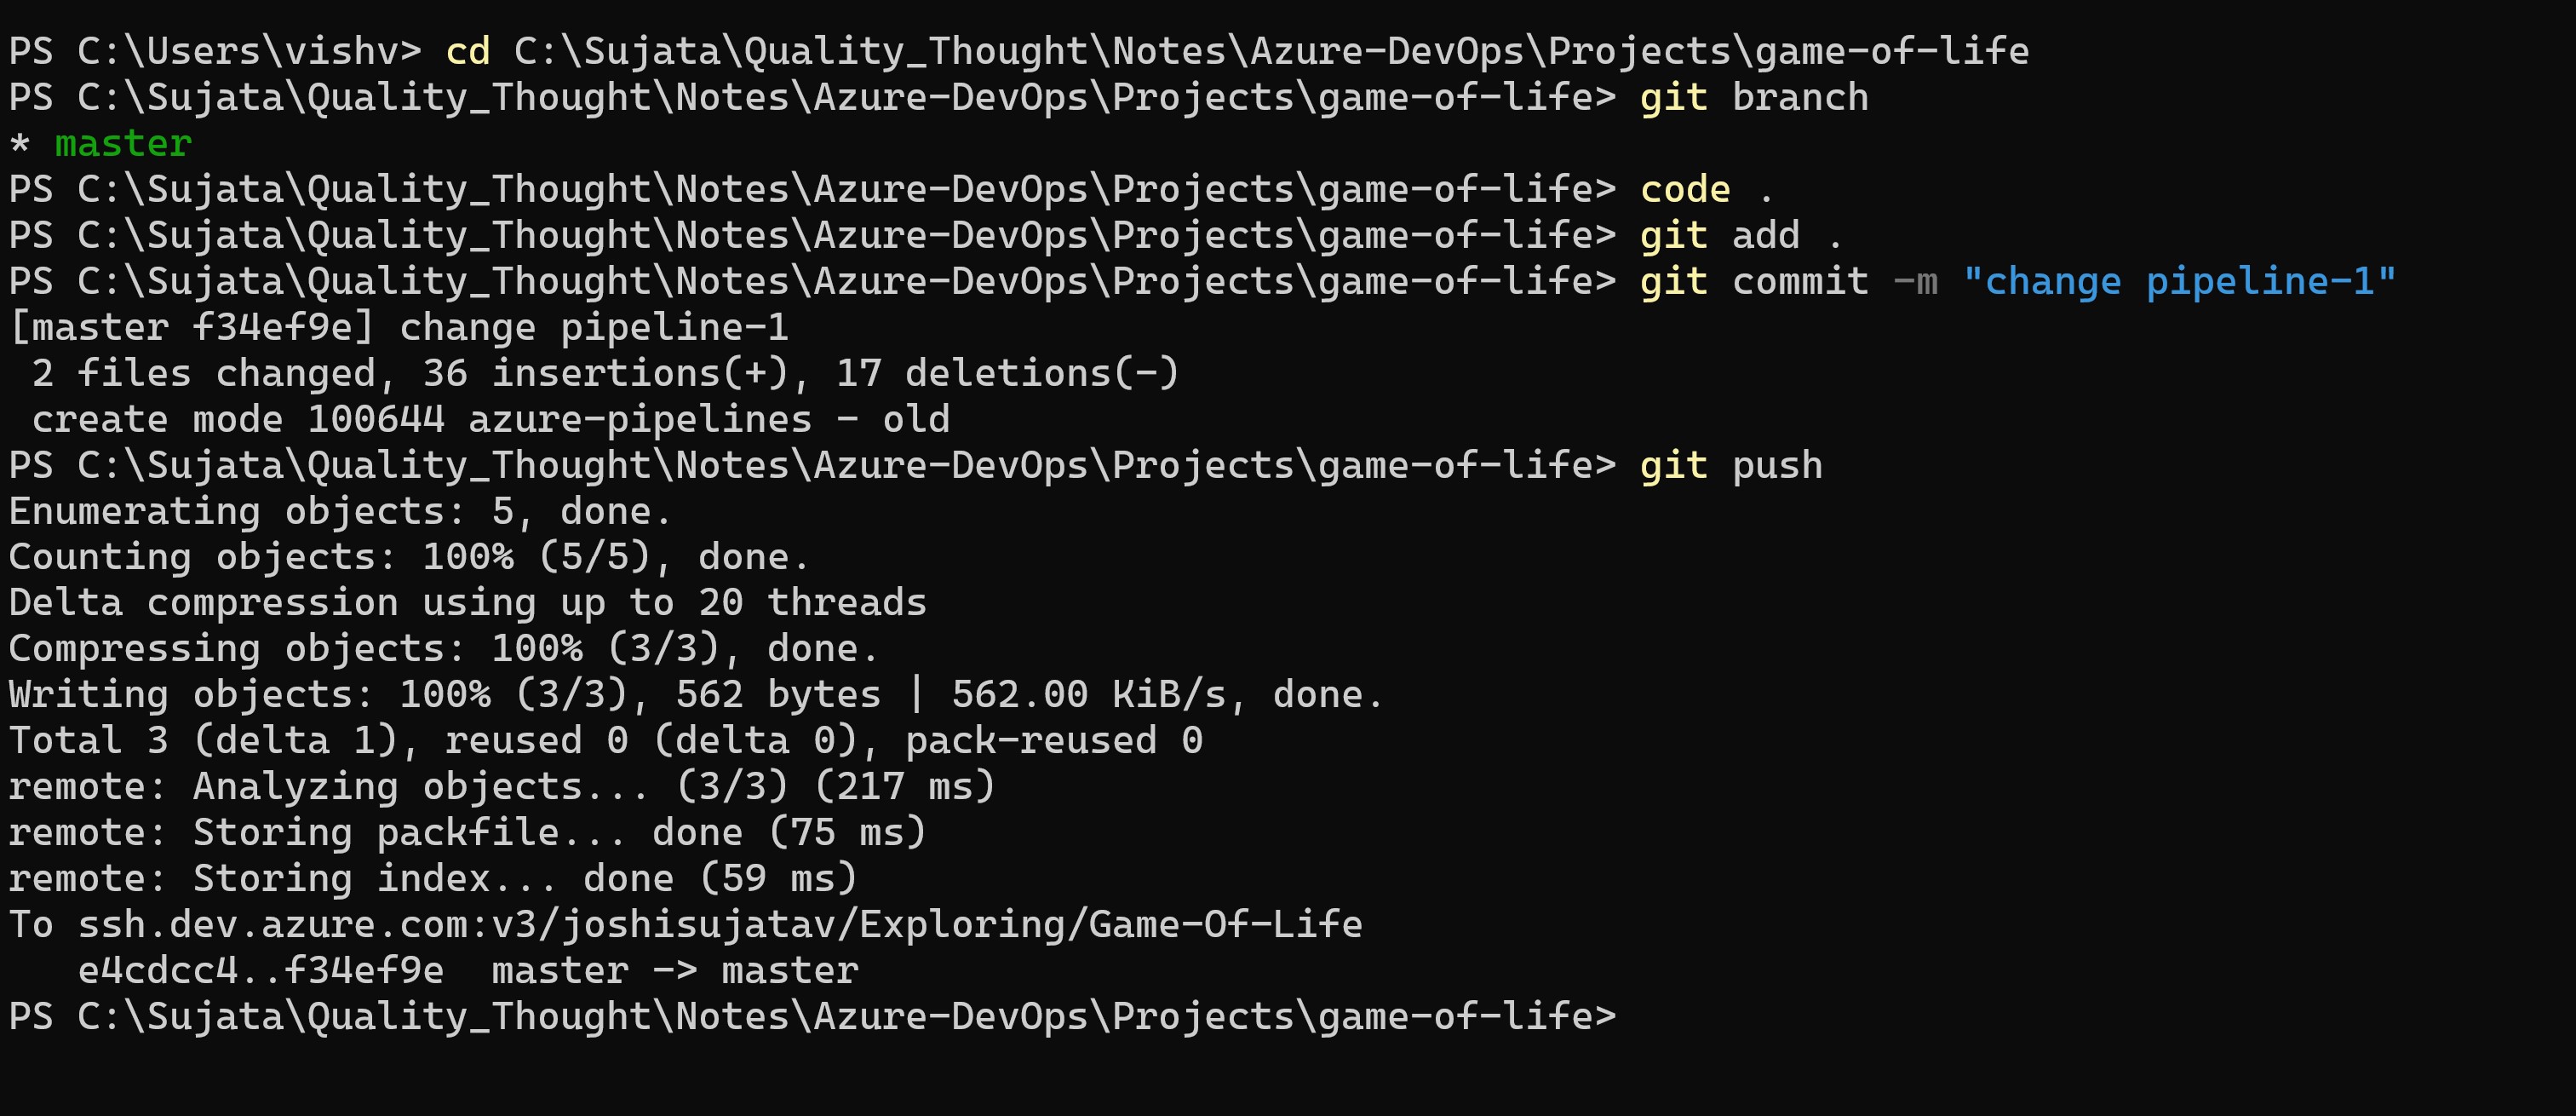 PS C:\Users\vishv> cd C:\Sujata\Quality_Thought\Notes\Azure-DevOps\Projects\game-of-life
PS C:\Sujata\Quality_Thought\Notes\Azure-DevOps\Projects\game-of-life> git branch
* master
PS C:\Sujata\Quality_Thought\Notes\Azure-DevOps\Projects\game-of-life> code .
PS C:\Sujata\Quality_Thought\Notes\Azure-DevOps\Projects\game-of-life> git add .
PS C:\Sujata\Quality_Thought\Notes\Azure-DevOps\Projects\game-of-life> git commit -m "change pipeline-1"
[master f34ef9e] change pipeline-1
 2 files changed, 36 insertions(+), 17 deletions(-)
 create mode 100644 azure-pipelines - old
PS C:\Sujata\Quality_Thought\Notes\Azure-DevOps\Projects\game-of-life> git push
Enumerating objects: 5, done.
Counting objects: 100% (5/5), done.
Delta compression using up to 20 threads
Compressing objects: 100% (3/3), done.
Writing objects: 100% (3/3), 562 bytes | 562.00 KiB/s, done.
Total 3 (delta 1), reused 0 (delta 0), pack-reused 0
remote: Analyzing objects... (3/3) (217 ms)
remote: Storing packfile... done (75 ms)
remote: Storing index... done (59 ms)
To ssh.dev.azure.com:v3/joshisujatav/Exploring/Game-Of-Life
   e4cdcc4..f34ef9e  master -> master
PS C:\Sujata\Quality_Thought\Notes\Azure-DevOps\Projects\game-of-life>